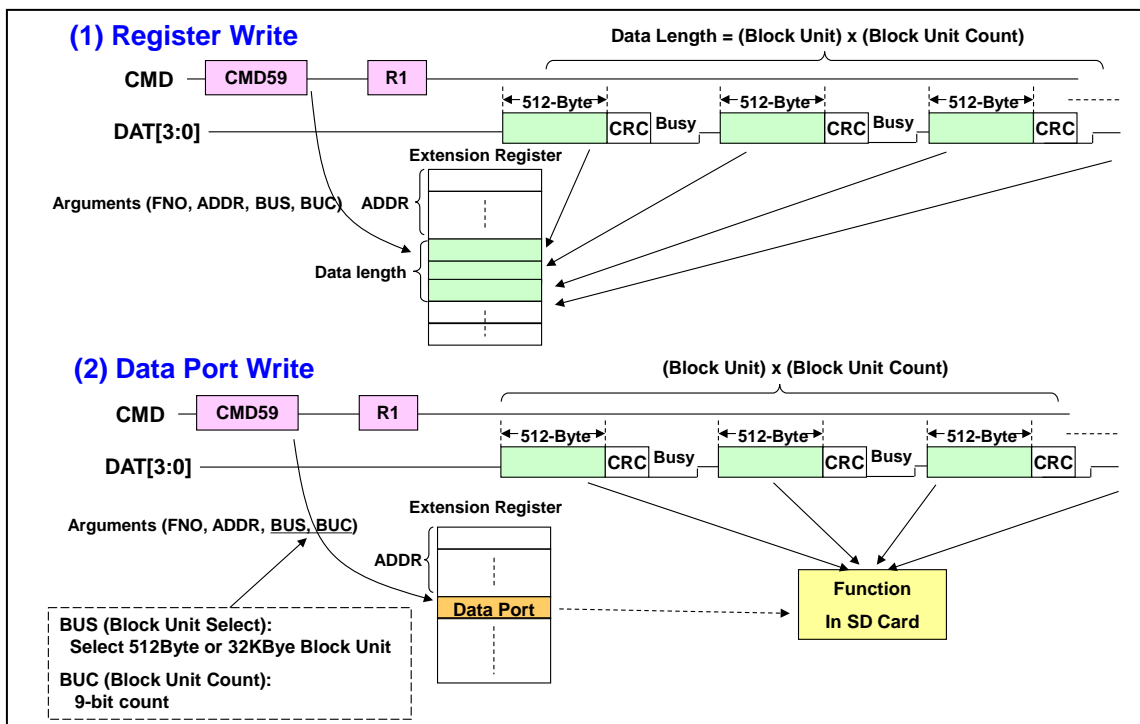 (1) Register Write
Data Length = (Block Unit) x (Block Unit Count)
CMD
CMD59
R1
512-Byte
512-Byte
512-Byte
DAT[3:0]
CRC
Busy
CRC
Busy
CRC
Extension Register
Arguments (FNO, ADDR, BUS, BUC)
ADDR
Data length
(2) Data Port Write
(Block Unit) x (Block Unit Count)
CMD
CMD59
R1
512-Byte
512-Byte
512-Byte
DAT[3:0]
CRC
Busy
CRC
Busy
CRC
Extension Register
Arguments (FNO, ADDR, BUS, BUC)
ADDR
Data Port
Function
In SD Card
BUS (Block Unit Select):
Select 512Byte or 32KBye Block Unit
BUC (Block Unit Count):
9-bit count